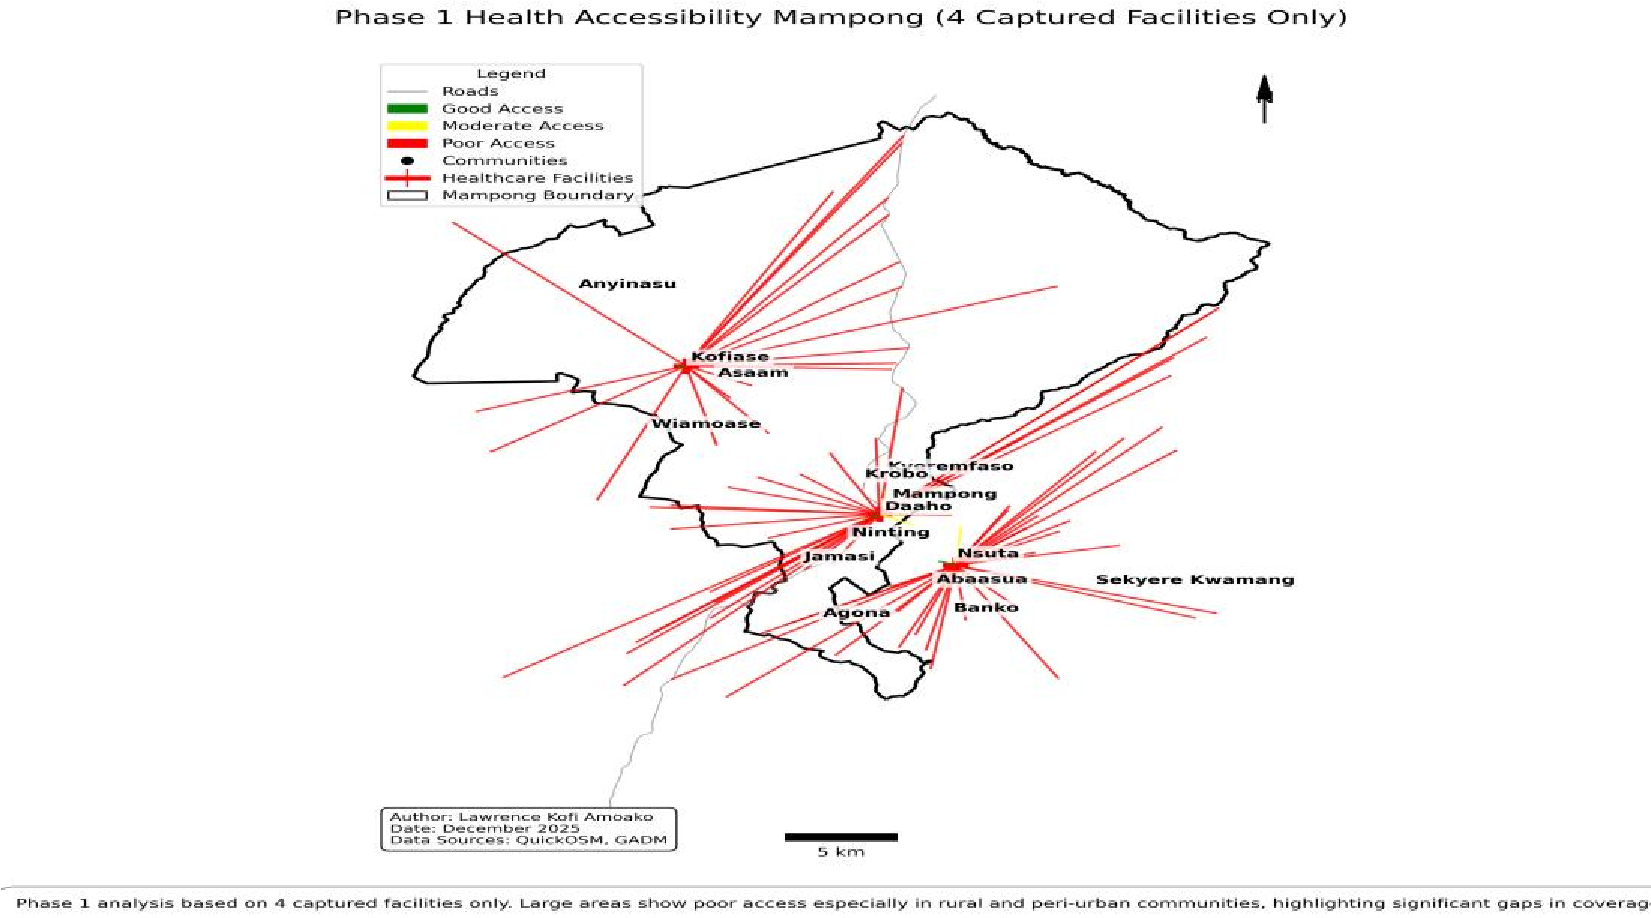 Phase 1 Health Accessibility Mampong (4 Captured Facilities Only)
Legend
Roads
Good Access
Moderate Access
Poor Access
Communities
Healthcare Facilities
Mampong Boundary
Anyinasu
Kofiase
Asaam
Wiamoase
Kyeremfaso
Krobo
Mampong
Daaho
Ninting
Jamasi
Nsuta
Abaasua
Sekyere Kwamang
Banko
Agona
Author: Lawrence Kofi Amoako
Date: December 2025
Data Sources: QuickOSM, GADM
5 km
Phase 1 analysis based on 4 captured facilities only. Large areas show poor access especially in rural and peri-urban communities, highlighting significant gaps in coverag